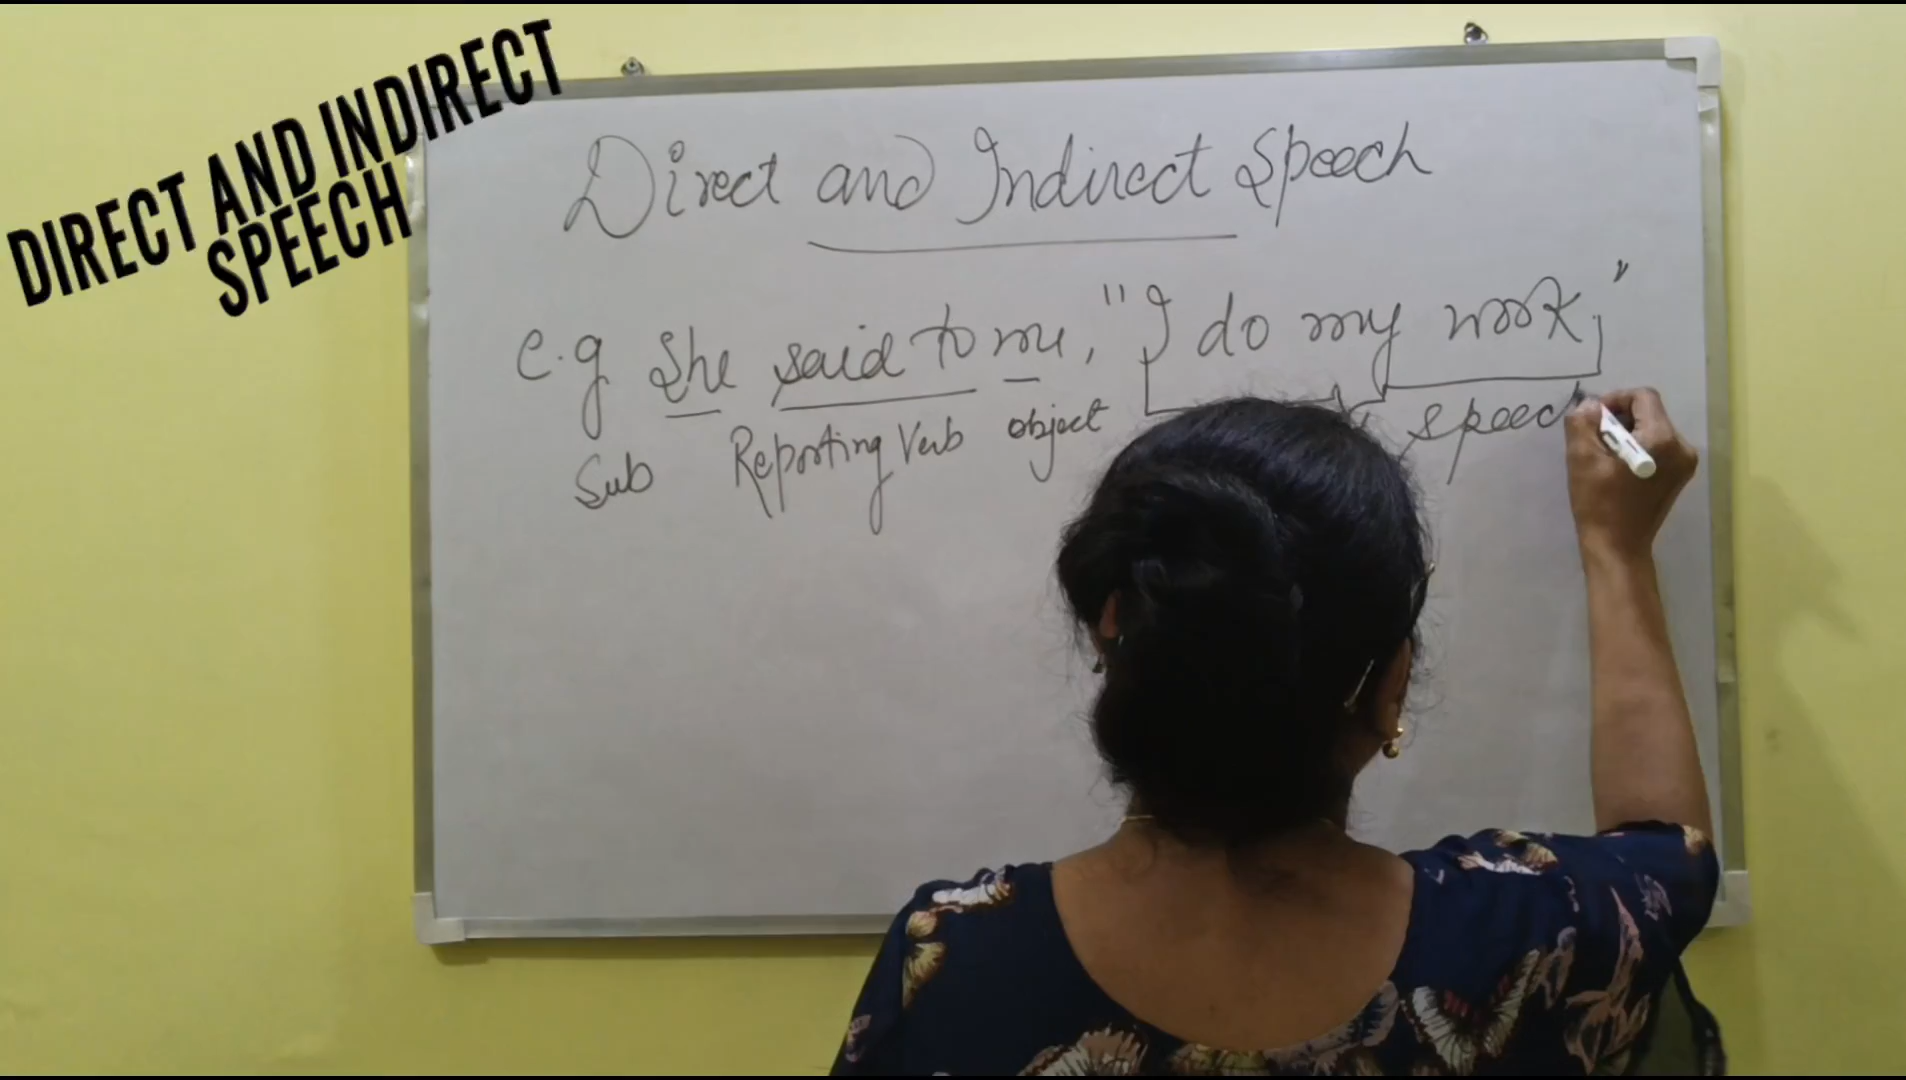 DIRECT AND INDIRECT
SPEECH
Direct and Indirect Speech
e.g She said to me, "I do my work,"
Sub Reporting Verb object speech